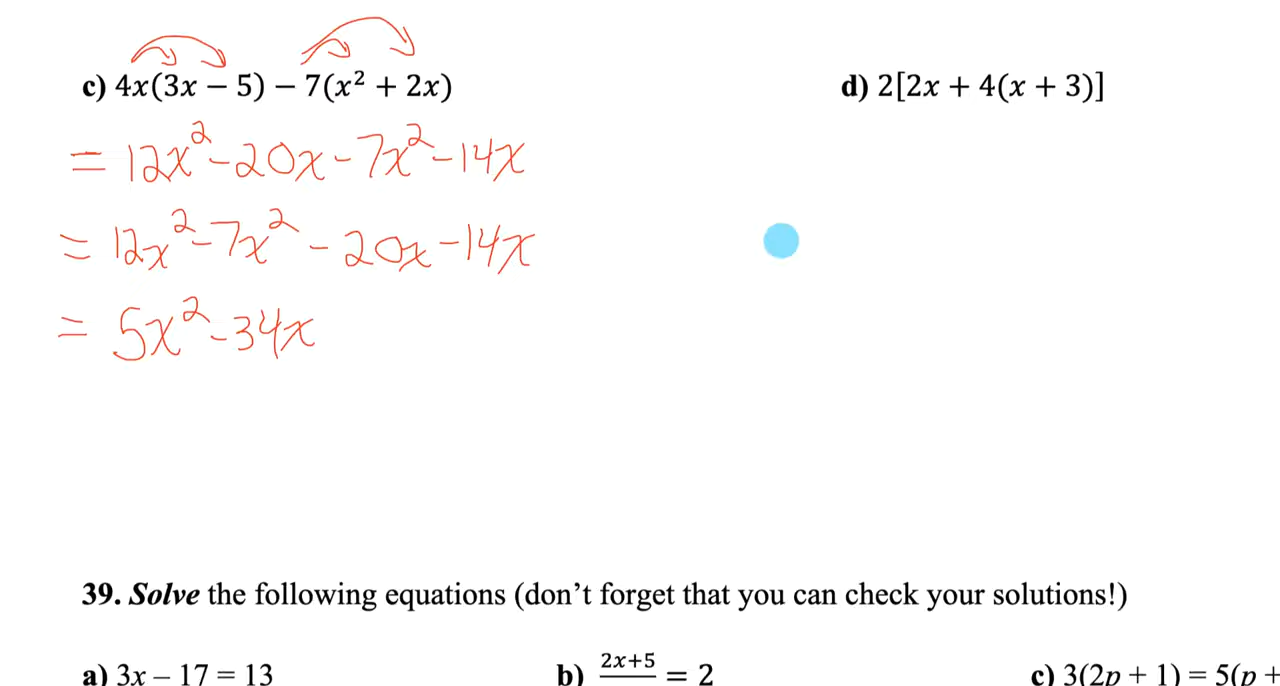 c) 4x(3x − 5) − 7(x² + 2x)
d) 2[2x + 4(x + 3)]
= 12x² - 20x - 7x² - 14x
= 12x² - 7x² - 20x - 14x
= 5x² - 34x
39. Solve the following equations (don’t forget that you can check your solutions!)
a) 3x – 17 = 13
b) 2x+5 = 2
c) 3(2p + 1) = 5(p +